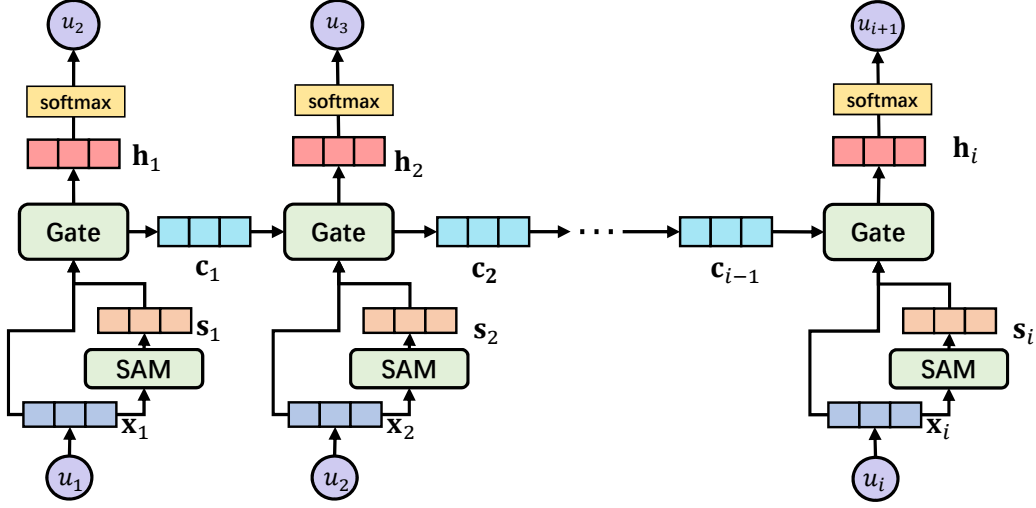 u₂ u₃ uᵢ₊₁
softmax softmax softmax
h₁ h₂ hᵢ
Gate Gate ···· Gate
c₁ c₂ cᵢ₋₁
s₁ s₂ sᵢ
SAM SAM SAM
x₁ x₂ xᵢ
u₁ u₂ uᵢ